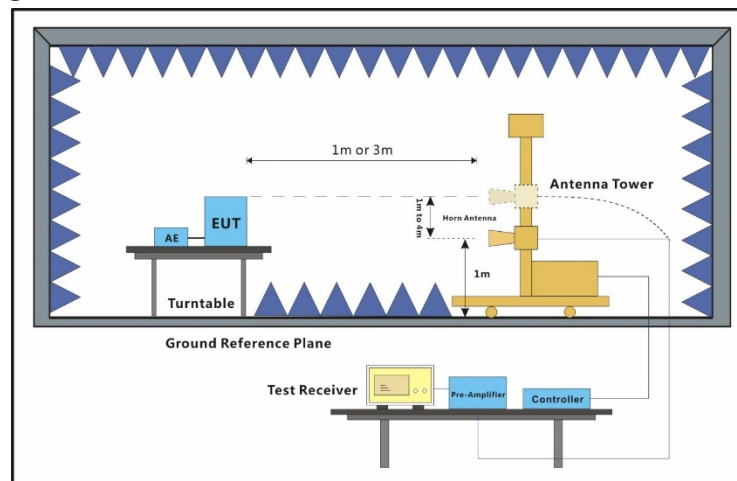 1m or 3m
Antenna Tower
1m to 4m
Horn Antenna
EUT
AE
1m
Turntable
Ground Reference Plane
Test Receiver
Pre-Amplifier
Controller